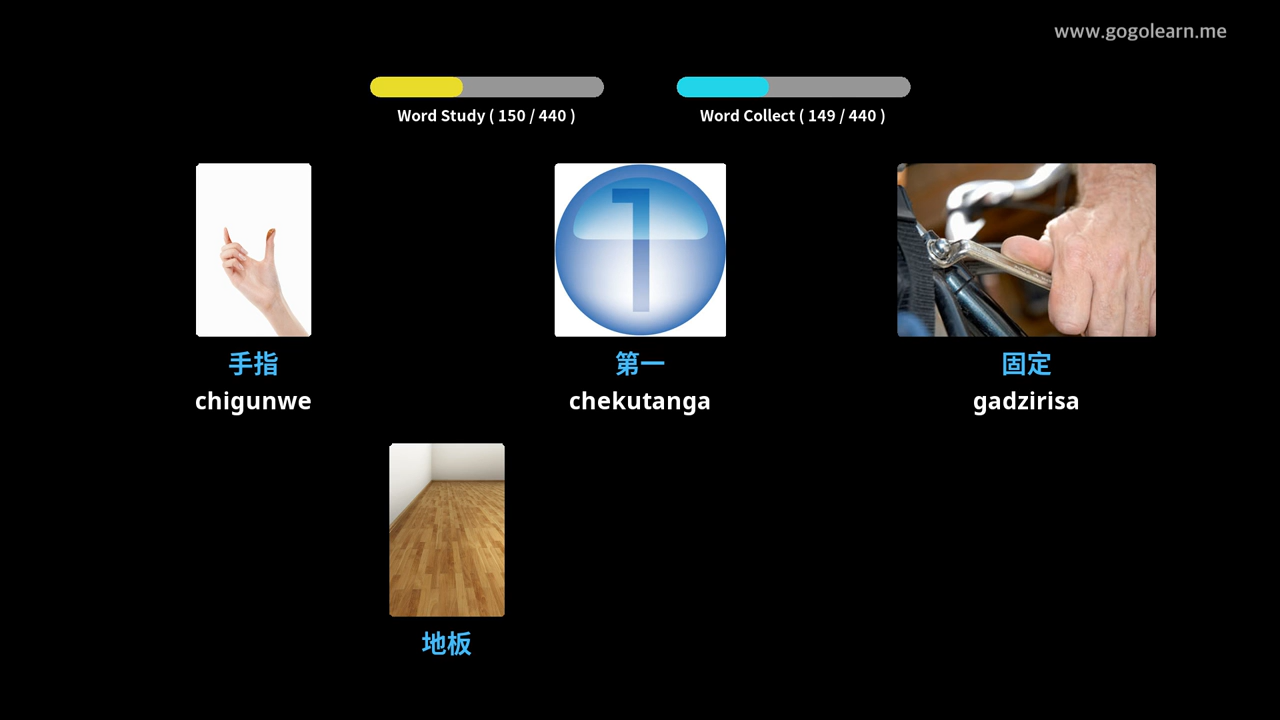 www.gogolearn.me
Word Study ( 150 / 440 )
Word Collect ( 149 / 440 )
1
手指
chigunwe
第一
chekutanga
固定
gadzirisa
地板